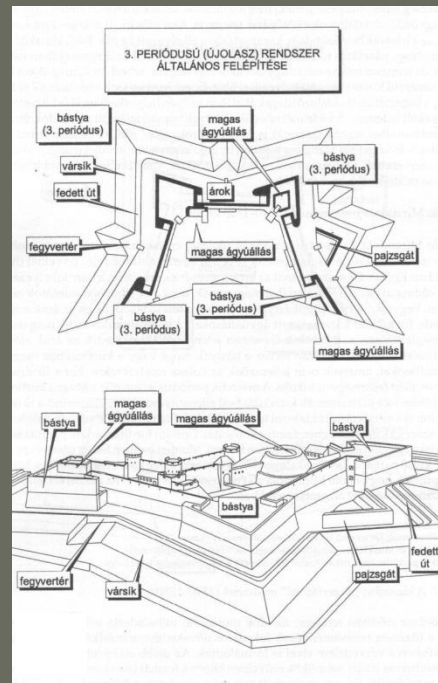 3. PERIÓDUSÚ (ÚJOLASZ) RENDSZER
ÁLTALÁNOS FELÉPÍTÉSE
bástya
(3. periódus)
magas
ágyúállás
bástya
(3. periódus)
vársík
fedett út
árok
fegyvertér
magas ágyúállás
pajzsgát
bástya
(3. periódus)
bástya
(3. periódus)
magas ágyúállás
magas
ágyúállás
magas ágyúállás
bástya
bástya
bástya
fegyvertér
vársík
pajzsgát
fedett
út